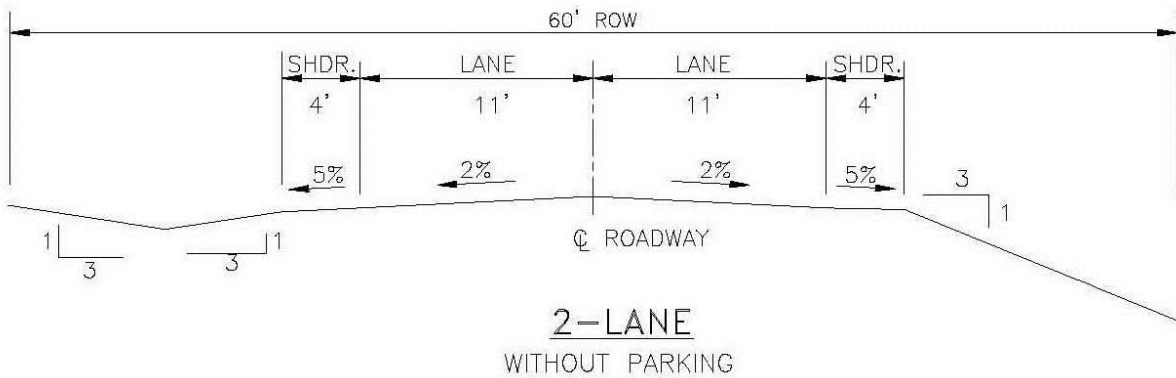 60' ROW
SHDR. LANE LANE SHDR.
4' 11' 11' 4'
5% 2% 2% 5%
3
1
1 3 3 1
℄ ROADWAY
2-LANE
WITHOUT PARKING